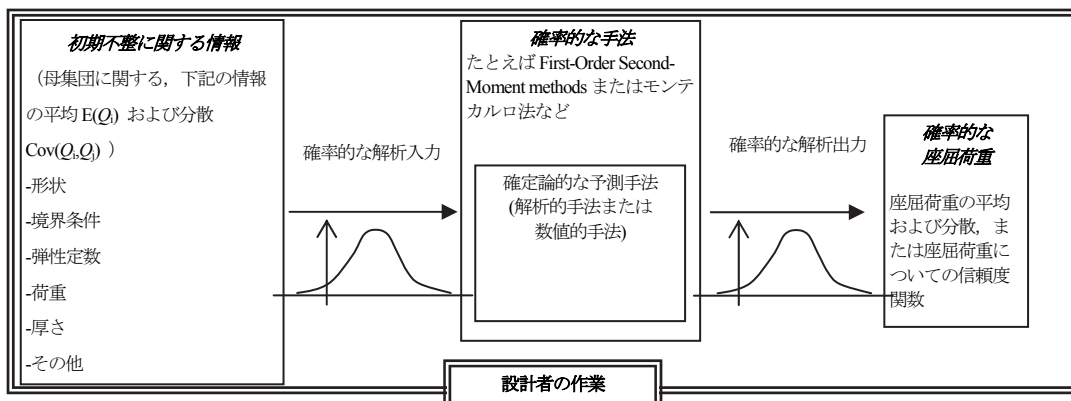 初期不整に関する情報
（母集団に関する，下記の情報
の平均 E(Qi) および分散
Cov(Qi,Qj) ）
-形状
-境界条件
-弾性定数
-荷重
-厚さ
-その他
確率的な解析入力
確率的な手法
たとえば First-Order Second-
Moment methods またはモンテ
カルロ法など
確定論的な予測手法
(解析的手法または
数値的手法)
確率的な解析出力
確率的な
座屈荷重
座屈荷重の平均
および分散，ま
たは座屈荷重に
ついての信頼度
関数
設計者の作業